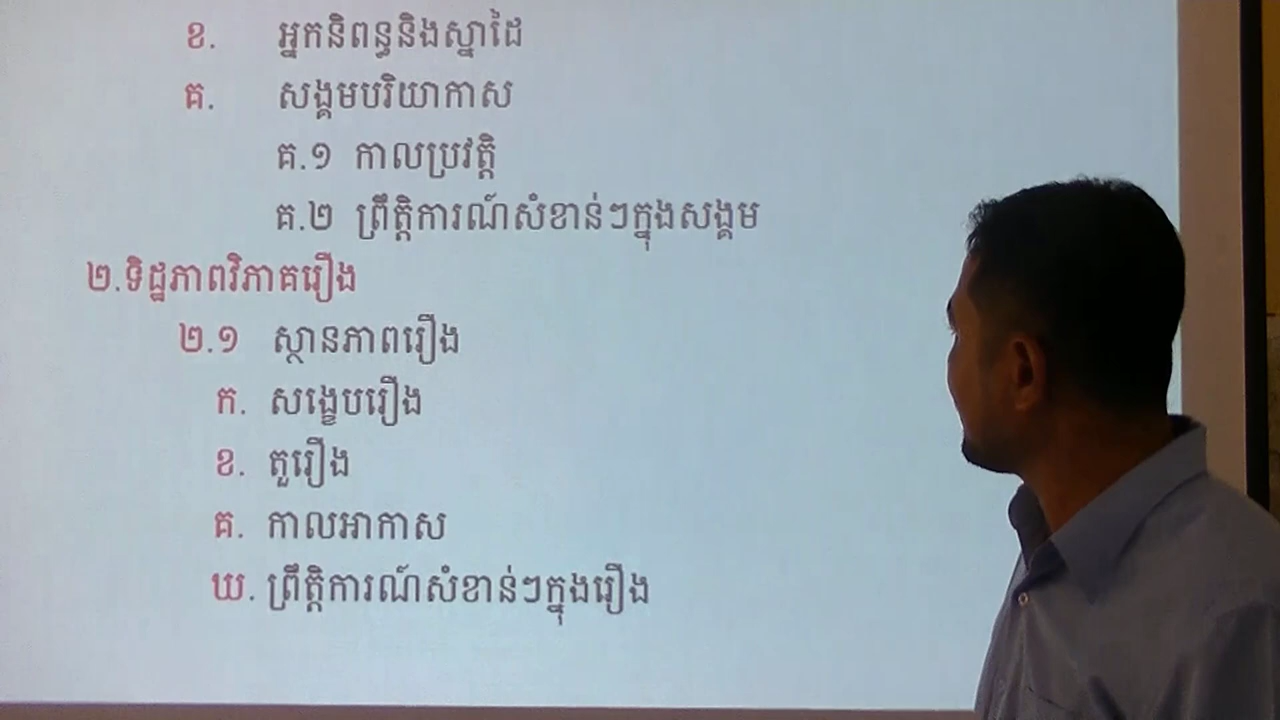 ខ. អ្នកនិពន្ធនិងស្នាដៃ
គ. សង្គមបរិយាកាស
គ.១ កាលប្រវត្តិ
គ.២ ព្រឹត្តិការណ៍សំខាន់ៗក្នុងសង្គម
២.ទិដ្ឋភាពវិភាគរឿង
២.១ ស្ថានភាពរឿង
ក. សង្ខេបរឿង
ខ. តួរឿង
គ. កាលអាកាស
ឃ. ព្រឹត្តិការណ៍សំខាន់ៗក្នុងរឿង